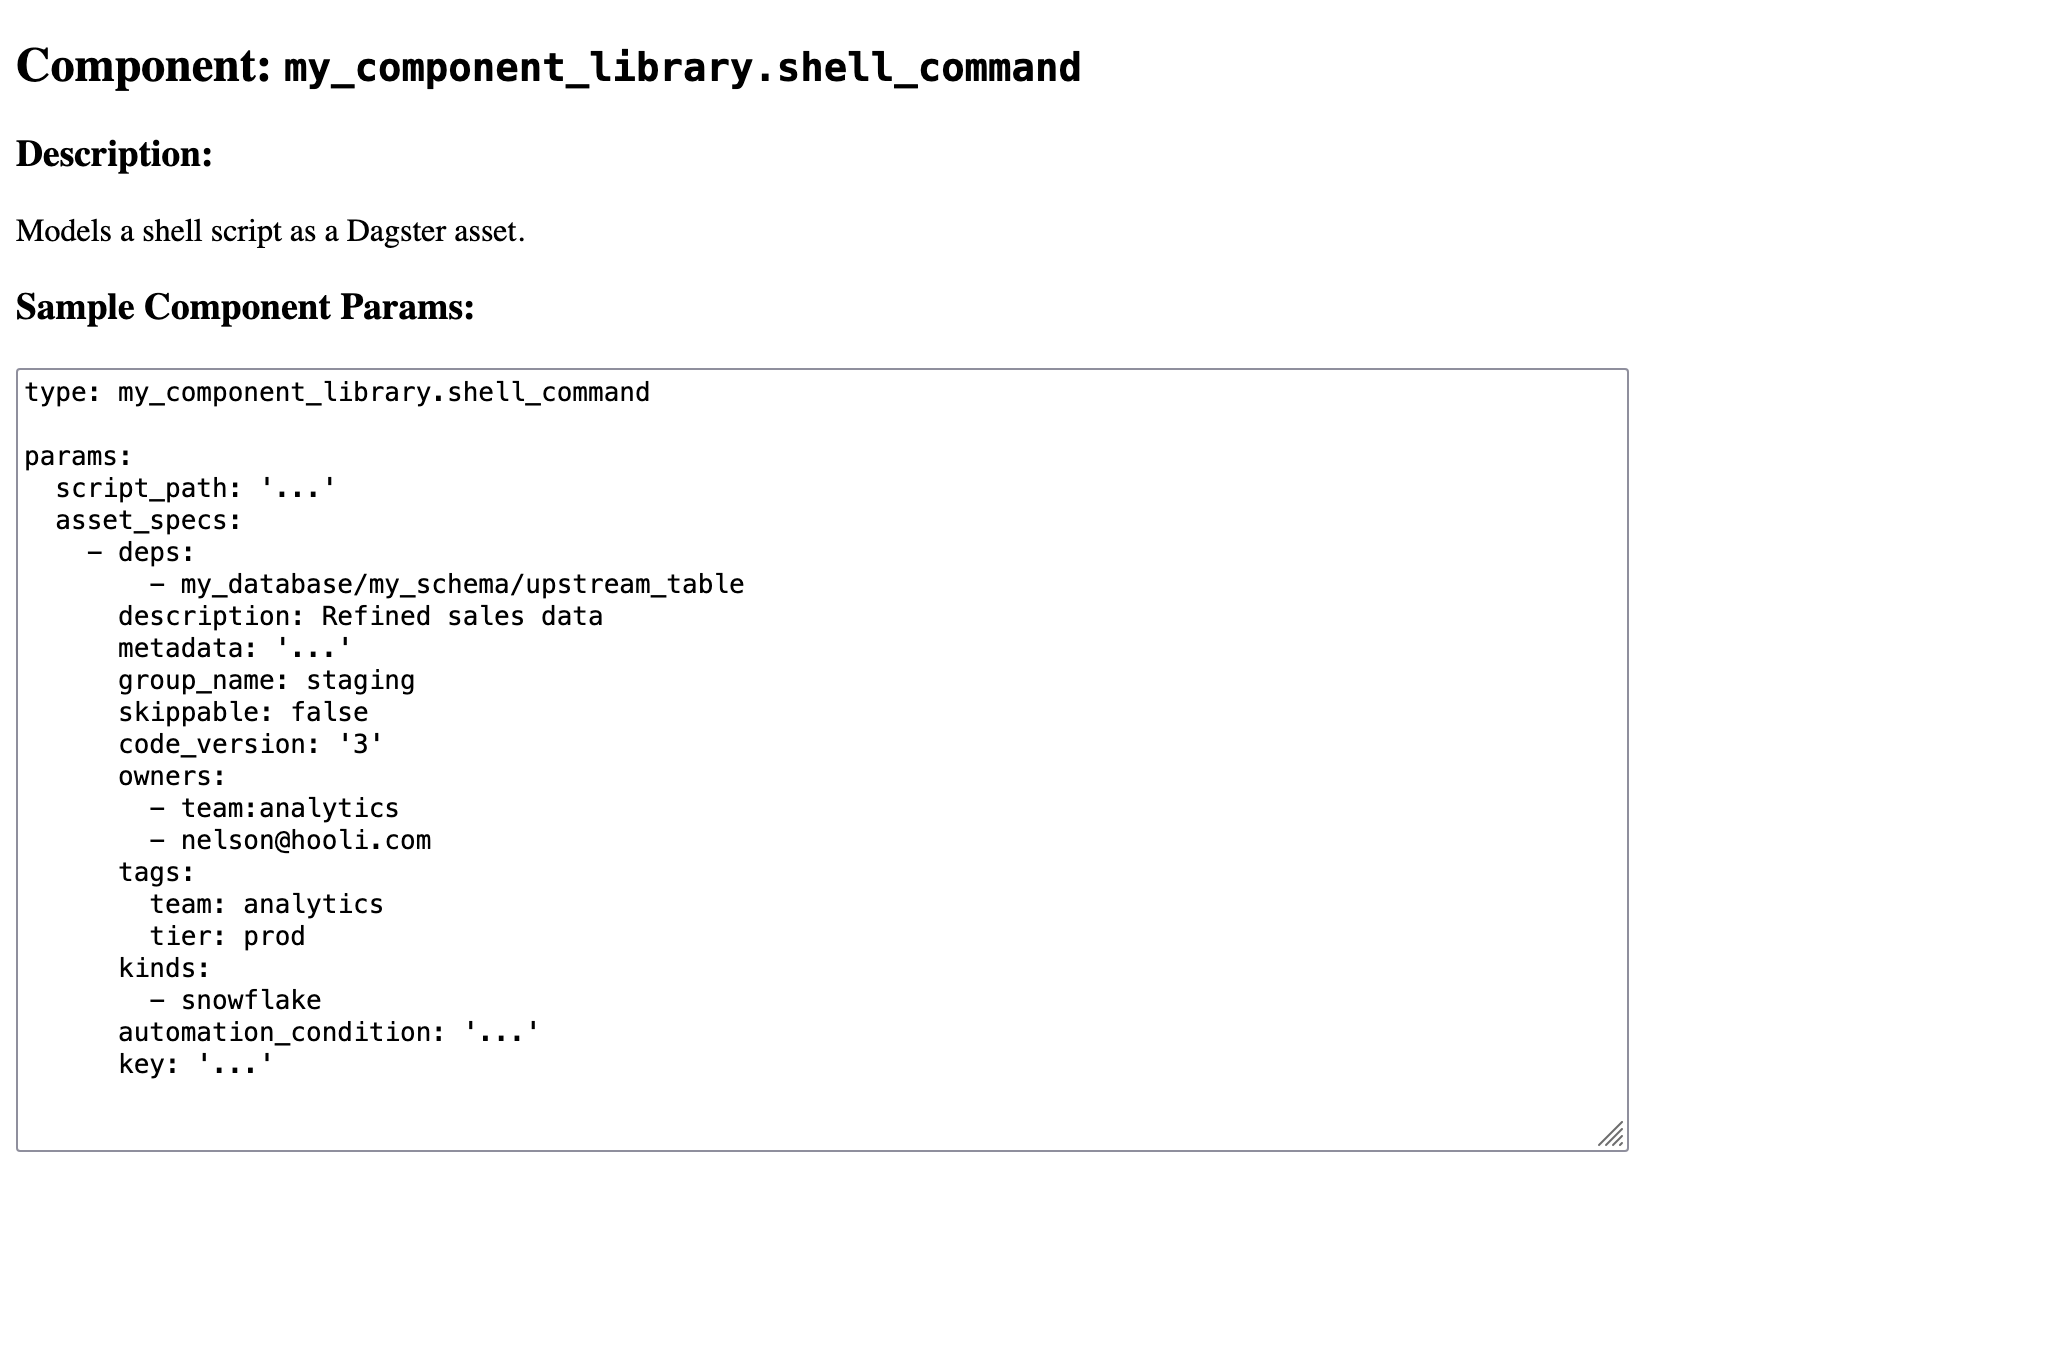 Component: my_component_library.shell_command
Description:
Models a shell script as a Dagster asset.
Sample Component Params:
type: my_component_library.shell_command

params:
  script_path: '...'
  asset_specs:
    - deps:
        - my_database/my_schema/upstream_table
      description: Refined sales data
      metadata: '...'
      group_name: staging
      skippable: false
      code_version: '3'
      owners:
        - team:analytics
        - nelson@hooli.com
      tags:
        team: analytics
        tier: prod
      kinds:
        - snowflake
      automation_condition: '...'
      key: '...'